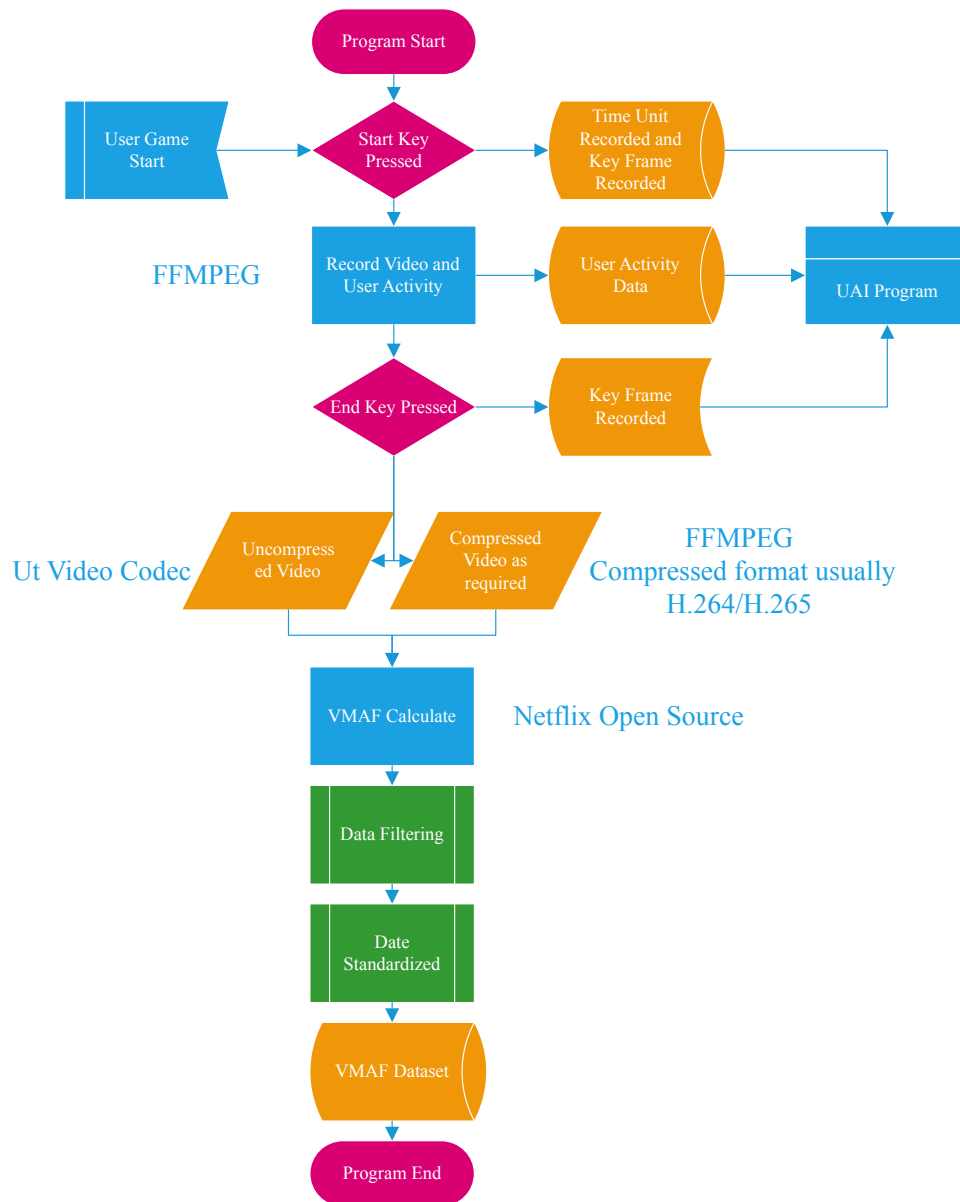 Program Start
User Game
Start
Start Key
Pressed
Time Unit
Recorded and
Key Frame
Recorded
FFMPEG
Record Video and
User Activity
User Activity
Data
UAI Program
End Key Pressed
Key Frame
Recorded
Ut Video Codec
Uncompress
ed Video
Compressed
Video as
required
FFMPEG
Compressed format usually
H.264/H.265
VMAF Calculate
Netflix Open Source
Data Filtering
Date
Standardized
VMAF Dataset
Program End